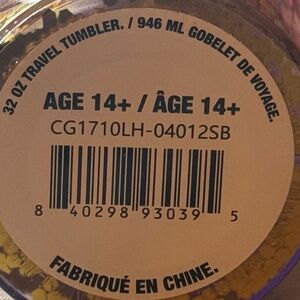 32 OZ TRAVEL TUMBLER. / 946 ML GOBELET DE VOYAGE.
AGE 14+ / ÂGE 14+
CG1710LH-04012SB
8 40298 93039 5
FABRIQUÉ EN CHINE.